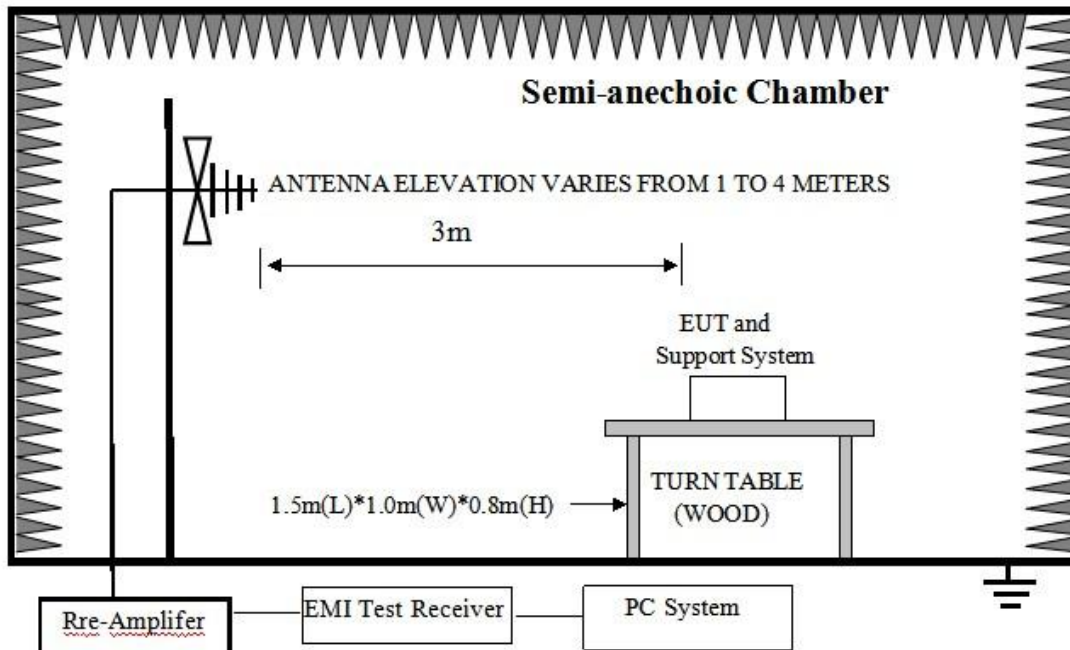 Semi-anechoic Chamber
ANTENNA ELEVATION VARIES FROM 1 TO 4 METERS
3m
EUT and
Support System
1.5m(L)*1.0m(W)*0.8m(H)
TURN TABLE
(WOOD)
Rre-Amplifer
EMI Test Receiver
PC System